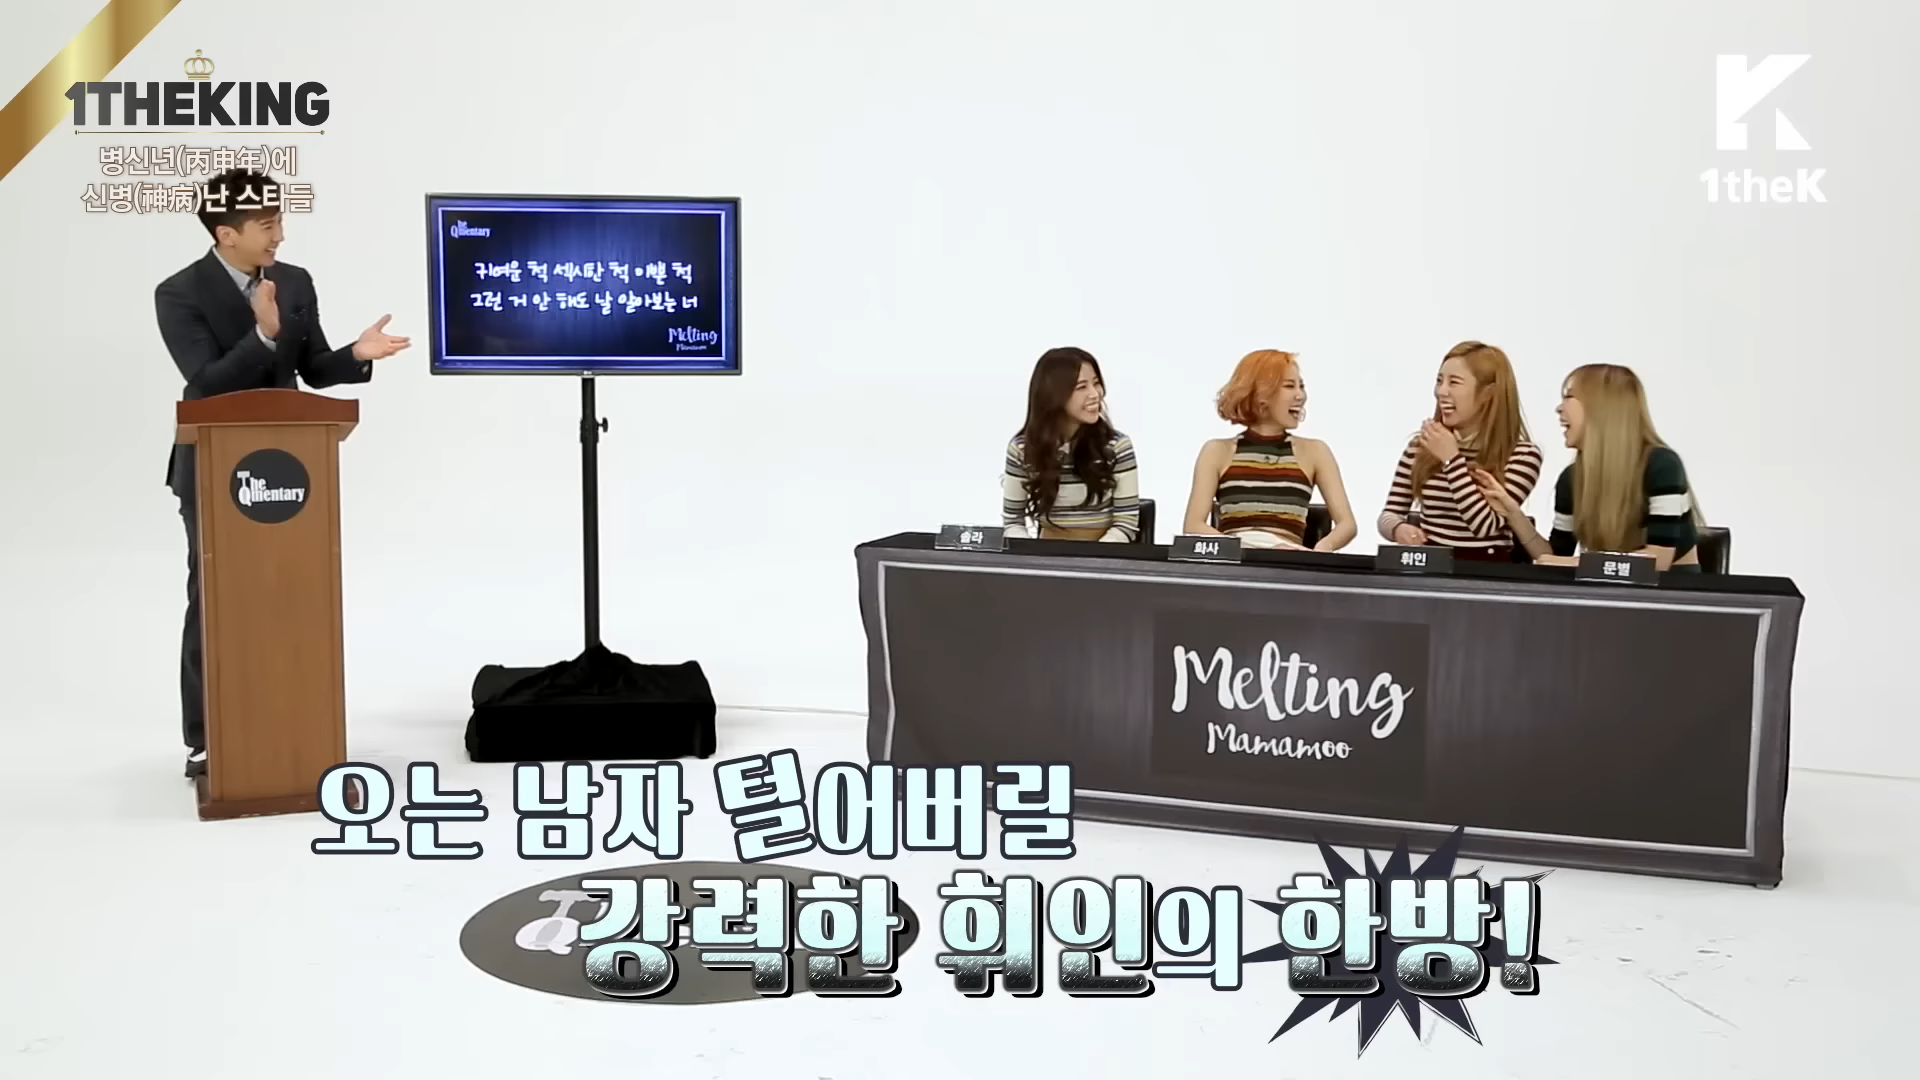 1THEKING
병신년(丙申年)에
신병(神病)난 스타들
K
1theK
The
Qmentary
귀여운 척 섹시한 척 이쁜 척
그런 거 안 해도 날 알아보는 너
Melting
Mamamoo
The
Qmentary
솔라
화사
휘인
문별
Melting
Mamamoo
오는 남자 털어버릴
강력한 휘인의 한방!